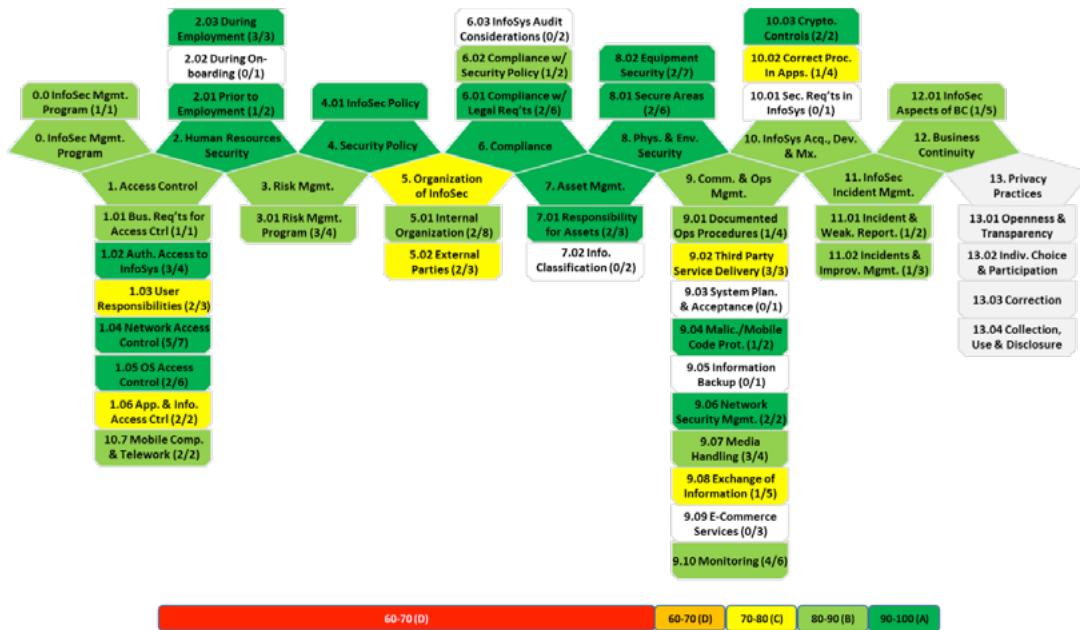 2.03 During
Employment (3/3)
2.02 During On-
boarding (0/1)
2.01 Prior to
Employment (1/2)
6.03 InfoSys Audit
Considerations (0/2)
6.02 Compliance w/
Security Policy (1/2)
6.01 Compliance w/
Legal Req'ts (2/6)
10.03 Crypto.
Controls (2/2)
10.02 Correct Proc.
In Apps. (1/4)
10.01 Sec. Req'ts in
InfoSys (0/1)
8.02 Equipment
Security (2/7)
8.01 Secure Areas
(2/6)
0.0 InfoSec Mgmt.
Program (1/1)
4.01 InfoSec Policy
12.01 InfoSec
Aspects of BC (1/5)
0. InfoSec Mgmt.
Program
2. Human Resources
Security
4. Security Policy
6. Compliance
8. Phys. & Env.
Security
10. InfoSys Acq., Dev.
& Mx.
12. Business
Continuity
1. Access Control
3. Risk Mgmt.
5. Organization
of InfoSec
7. Asset Mgmt.
9. Comm. & Ops
Mgmt.
11. InfoSec
Incident Mgmt.
13. Privacy
Practices
1.01 Bus. Req'ts for
Access Ctrl (1/1)
1.02 Auth. Access to
InfoSys (3/4)
1.03 User
Responsibilities (2/3)
1.04 Network Access
Control (5/7)
1.05 OS Access
Control (2/6)
1.06 App. & Info.
Access Ctrl (2/2)
10.7 Mobile Comp.
& Telework (2/2)
3.01 Risk Mgmt.
Program (3/4)
5.01 Internal
Organization (2/8)
5.02 External
Parties (2/3)
7.01 Responsibility
for Assets (2/3)
7.02 Info.
Classification (0/2)
9.01 Documented
Ops Procedures (1/4)
9.02 Third Party
Service Delivery (3/3)
9.03 System Plan.
& Acceptance (0/1)
9.04 Malic./Mobile
Code Prot. (1/2)
9.05 Information
Backup (0/1)
9.06 Network
Security Mgmt. (2/2)
9.07 Media
Handling (3/4)
9.08 Exchange of
Information (1/5)
9.09 E-Commerce
Services (0/3)
9.10 Monitoring (4/6)
11.01 Incident &
Weak. Report. (1/2)
11.02 Incidents &
Improv. Mgmt. (1/3)
13.01 Openness &
Transparency
13.02 Indiv. Choice
& Participation
13.03 Correction
13.04 Collection,
Use & Disclosure
60-70 (D)
60-70 (D)
70-80 (C)
80-90 (B)
90-100 (A)